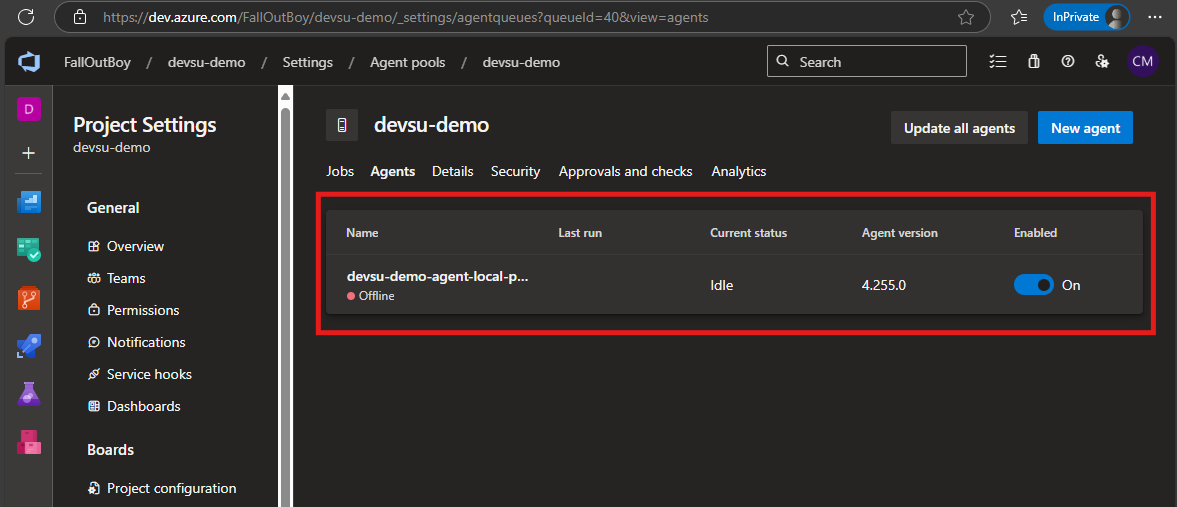 https://dev.azure.com/FallOutBoy/devsu-demo/_settings/agentqueues?queueId=40&view=agents
InPrivate
FallOutBoy / devsu-demo / Settings / Agent pools / devsu-demo
Search
CM
D
Project Settings
devsu-demo
General
Overview
Teams
Permissions
Notifications
Service hooks
Dashboards
Boards
Project configuration
devsu-demo
Update all agents
New agent
Jobs Agents Details Security Approvals and checks Analytics
Name Last run Current status Agent version Enabled
devsu-demo-agent-local-p...
Offline
Idle 4.255.0 On